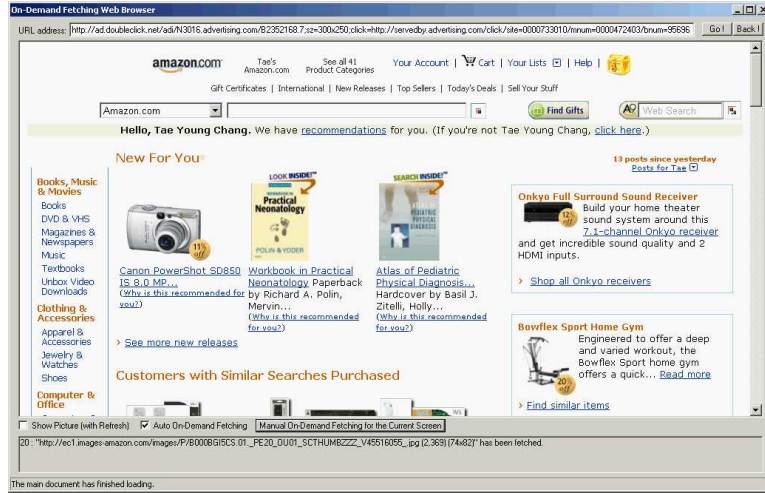 On-Demand Fetching Web Browser
URL address: http://ad.doubleclick.net/adi/N3016.advertising.com/B2352168.7;sz=300x250;click=http://servedby.advertising.com/click/site=0000733010/mnum=0000472403/bnum=95696 Go! Back!
amazon.com Tae's Amazon.com See all 41 Product Categories Your Account | Cart | Your Lists | Help |
Gift Certificates | International | New Releases | Top Sellers | Today's Deals | Sell Your Stuff
Amazon.com Find Gifts A9 Web Search
Hello, Tae Young Chang. We have recommendations for you. (If you're not Tae Young Chang, click here.)
Books, Music
& Movies
Books
DVD & VHS
Magazines &
Newspapers
Music
Textbooks
Unbox Video
Downloads
Clothing &
Accessories
Apparel &
Accessories
Jewelry &
Watches
Shoes
Computer &
Office
New For You
11%
off
Canon PowerShot SD850
IS 8.0 MP...
(Why is this recommended for
you?)
LOOK INSIDE!™
Practical
Neonatology
POLIN & YODER
Workbook in Practical
Neonatology Paperback
by Richard A. Polin,
Mervin...
(Why is this recommended
for you?)
SEARCH INSIDE!™
ATLAS OF
PEDIATRIC
PHYSICAL
DIAGNOSIS
Atlas of Pediatric
Physical Diagnosis...
Hardcover by Basil J.
Zitelli, Holly...
(Why is this recommended
for you?)
› See more new releases
Customers with Similar Searches Purchased
13 posts since yesterday
Posts for Tae
Onkyo Full Surround Sound Receiver
12%
off
Build your home theater
sound system around this
7.1-channel Onkyo receiver
and get incredible sound quality and 2
HDMI inputs.
› Shop all Onkyo receivers
Bowflex Sport Home Gym
20%
off
Engineered to offer a deep
and varied workout, the
Bowflex Sport home gym
offers a quick... Read more
› Find similar items
Show Picture (with Refresh) Auto On-Demand Fetching Manual On-Demand Fetching for the Current Screen
20 : "http://ec1.images-amazon.com/images/P/B000BGI5CS.01._PE20_OU01_SCTHUMBZZZ_V45516055_.jpg (2,369) (74x82)" has been fetched.
The main document has finished loading.